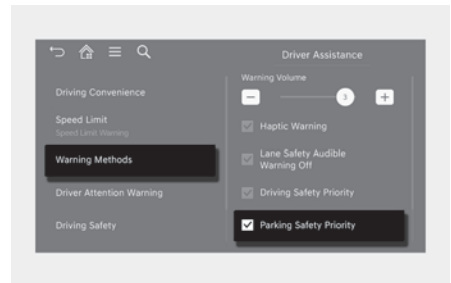 Driver Assistance
Driving Convenience
Speed Limit
Speed Limit Warning
Warning Methods
Driver Attention Warning
Driving Safety
Warning Volume
3
Haptic Warning
Lane Safety Audible
Warning Off
Driving Safety Priority
Parking Safety Priority